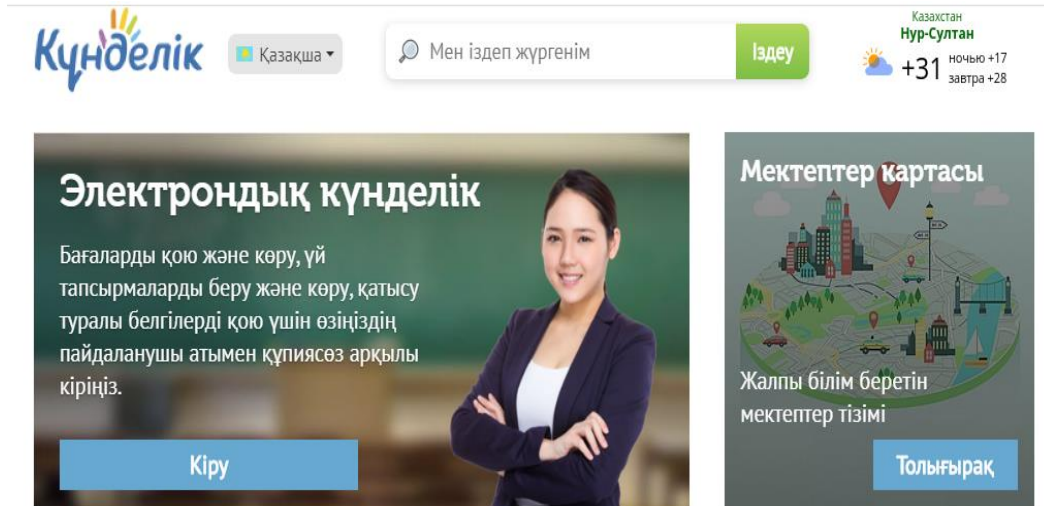 Күнделік
Қазақша
Мен іздеп жүргенім
Іздеу
Казахстан
Нур-Султан
+31
ночью +17
завтра +28
Электрондық күнделік
Бағаларды қою және көру, үй
тапсырмаларды беру және көру, қатысу
туралы белгілерді қою үшін өзіңіздің
пайдаланушы атымен құпиясөз арқылы
кіріңіз.
Кіру
Мектептер картасы
Жалпы білім беретін
мектептер тізімі
Толығырақ